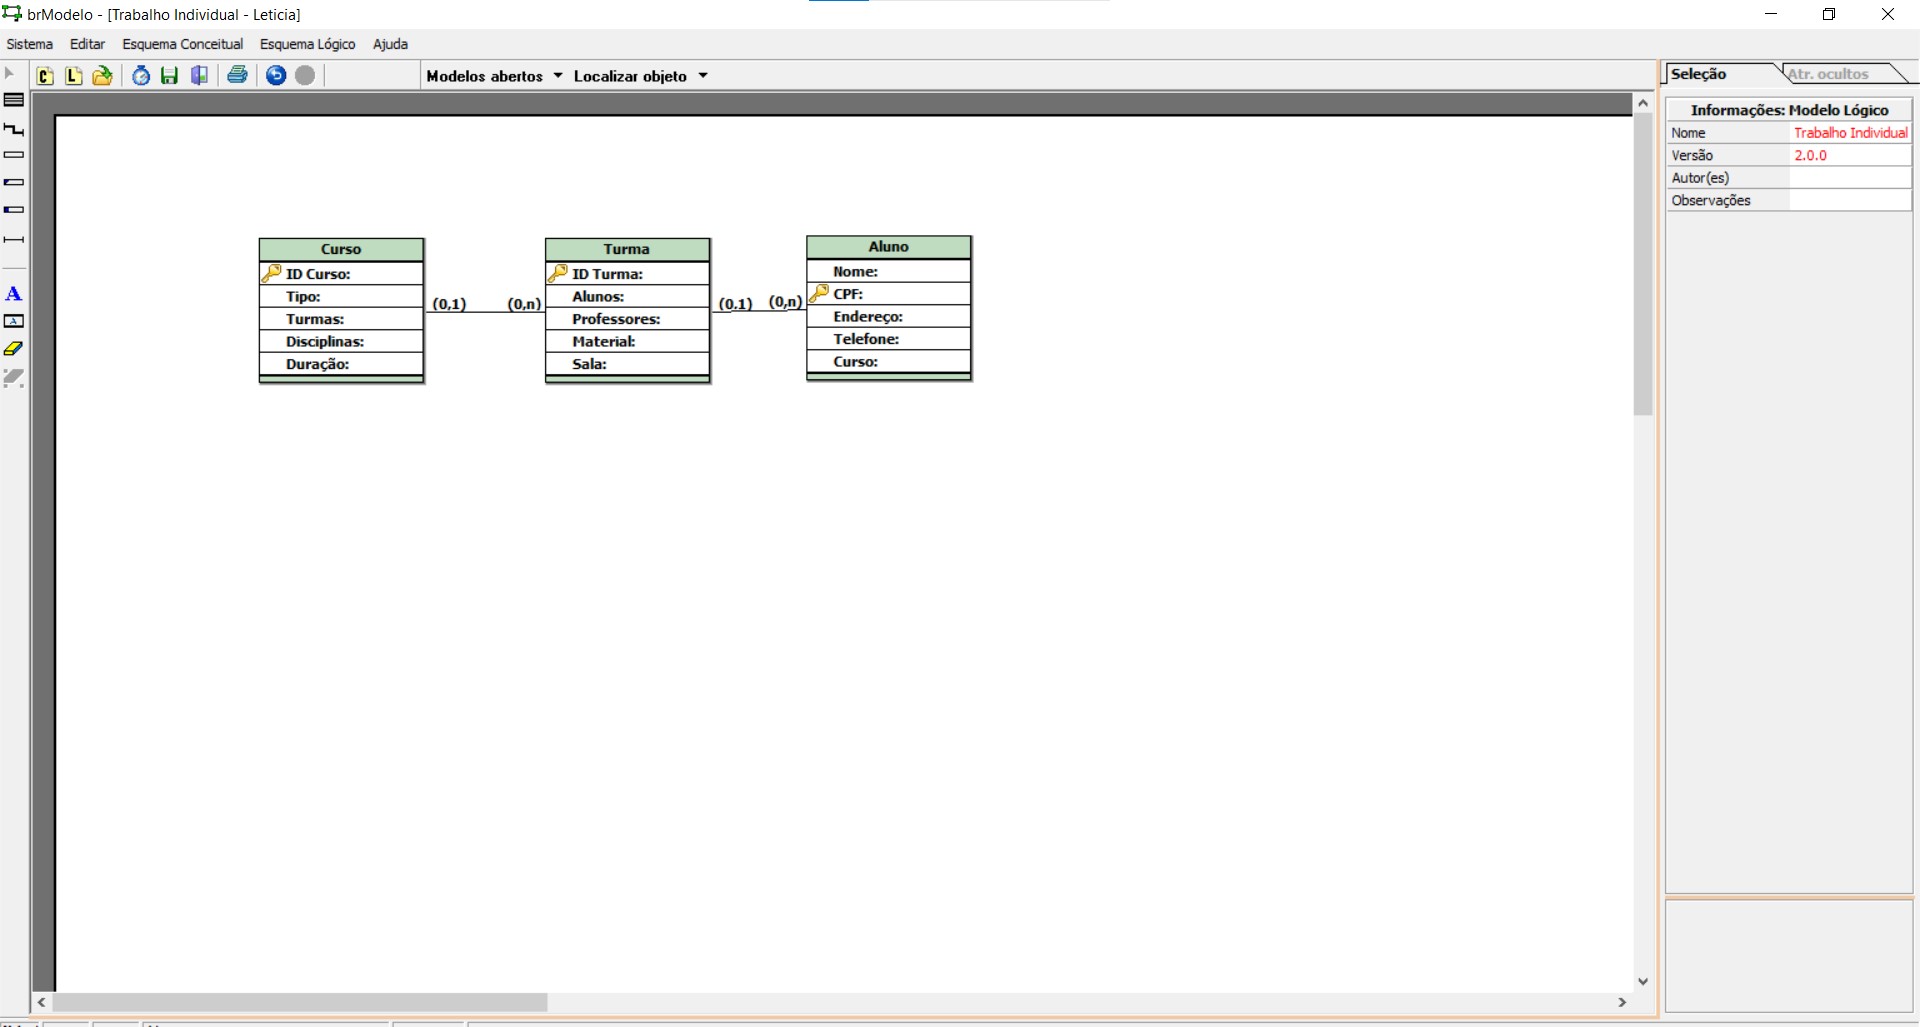 brModelo - [Trabalho Individual - Leticia]
Sistema Editar Esquema Conceitual Esquema Lógico Ajuda
C L Modelos abertos Localizar objeto
Seleção Atr. ocultos
Informações: Modelo Lógico
Nome Trabalho Individual
Versão 2.0.0
Autor(es)
Observações
A
A
Curso
ID Curso:
Tipo:
Turmas:
Disciplinas:
Duração:
(0,1) (0,n)
Turma
ID Turma:
Alunos:
Professores:
Material:
Sala:
(0,1) (0,n)
Aluno
Nome:
CPF:
Endereço:
Telefone:
Curso: